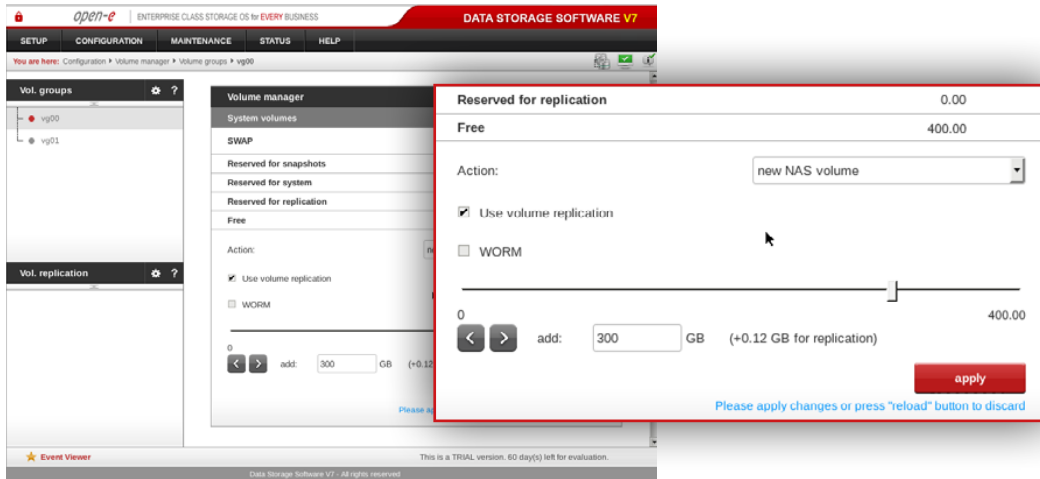 open-e ENTERPRISE CLASS STORAGE OS for EVERY BUSINESS DATA STORAGE SOFTWARE V7
SETUP CONFIGURATION MAINTENANCE STATUS HELP
You are here: Configuration Volume manager Volume groups vg00
Vol. groups ?
vg00
vg01
Vol. replication ?
Volume manager
System volumes
SWAP
Reserved for snapshots
Reserved for system
Reserved for replication
Free
Action:
Use volume replication
WORM
0
add: 300 GB (+0.12
Please
Reserved for replication 0.00
Free 400.00
Action: new NAS volume
Use volume replication
WORM
0 400.00
add: 300 GB (+0.12 GB for replication)
apply
Please apply changes or press "reload" button to discard
Event Viewer This is a TRIAL version. 60 day(s) left for evaluation.
Data Storage Software V7 - All rights reserved